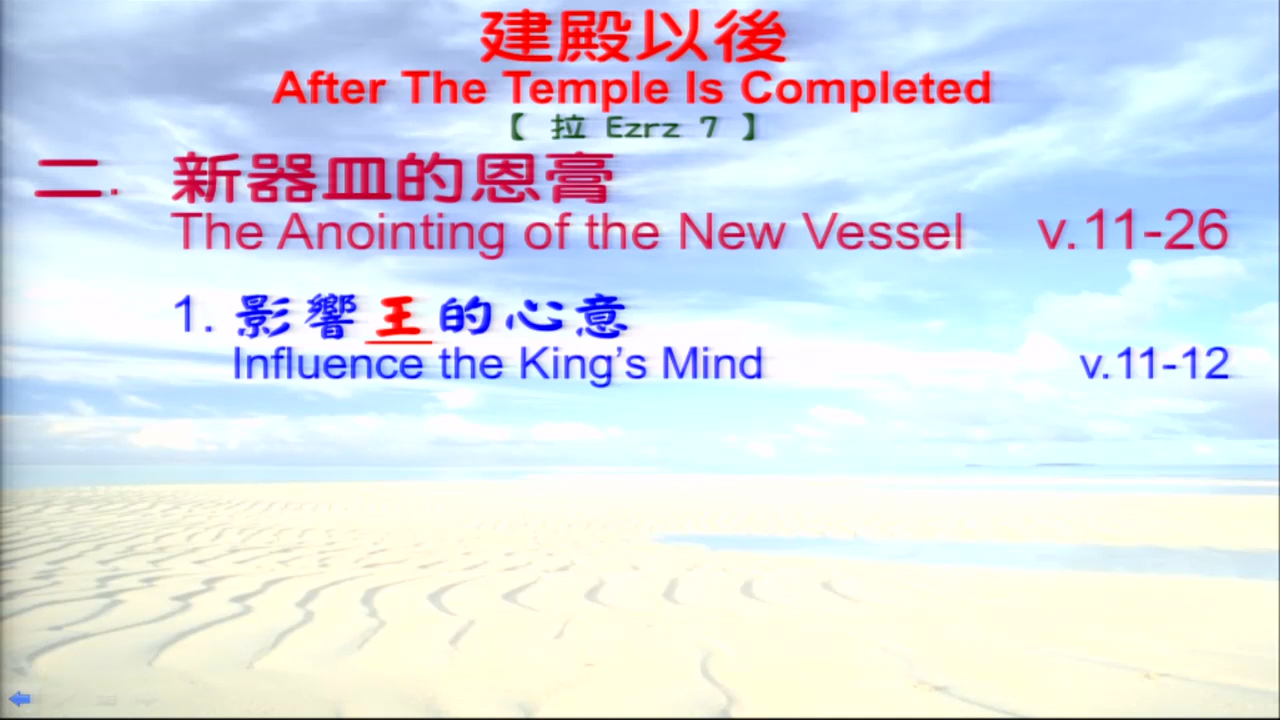 建殿以後
After The Temple Is Completed
【 拉 Ezrz 7 】
二. 新器皿的恩膏
The Anointing of the New Vessel v.11-26
1. 影響王的心意
Influence the King's Mind v.11-12